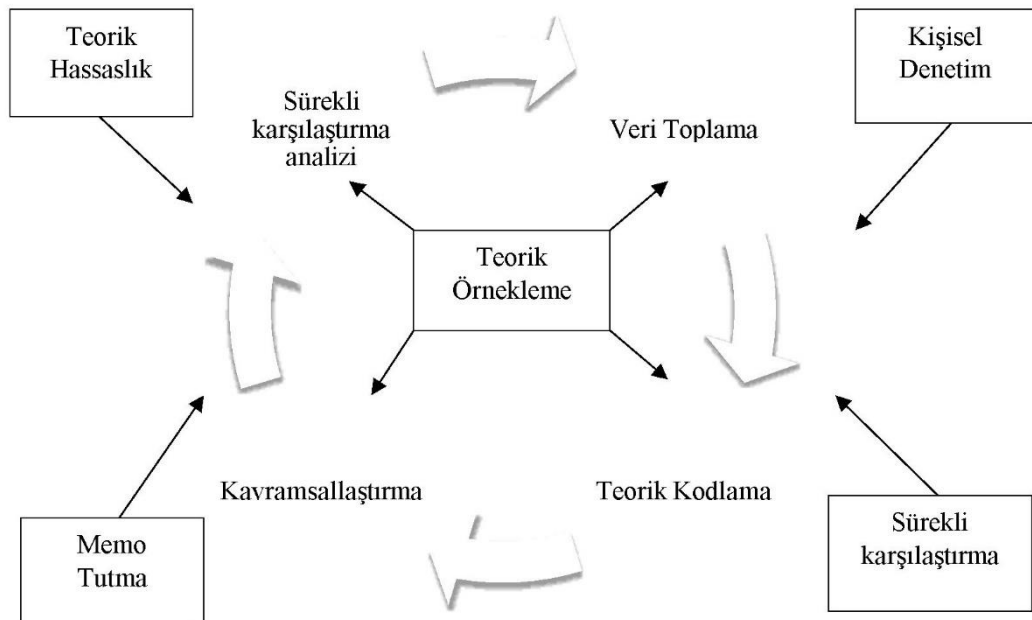 Teorik
Hassaslık
Kişisel
Denetim
Sürekli
karşılaştırma
analizi
Veri Toplama
Teorik
Örnekleme
Kavramsallaştırma
Teorik Kodlama
Memo
Tutma
Sürekli
karşılaştırma